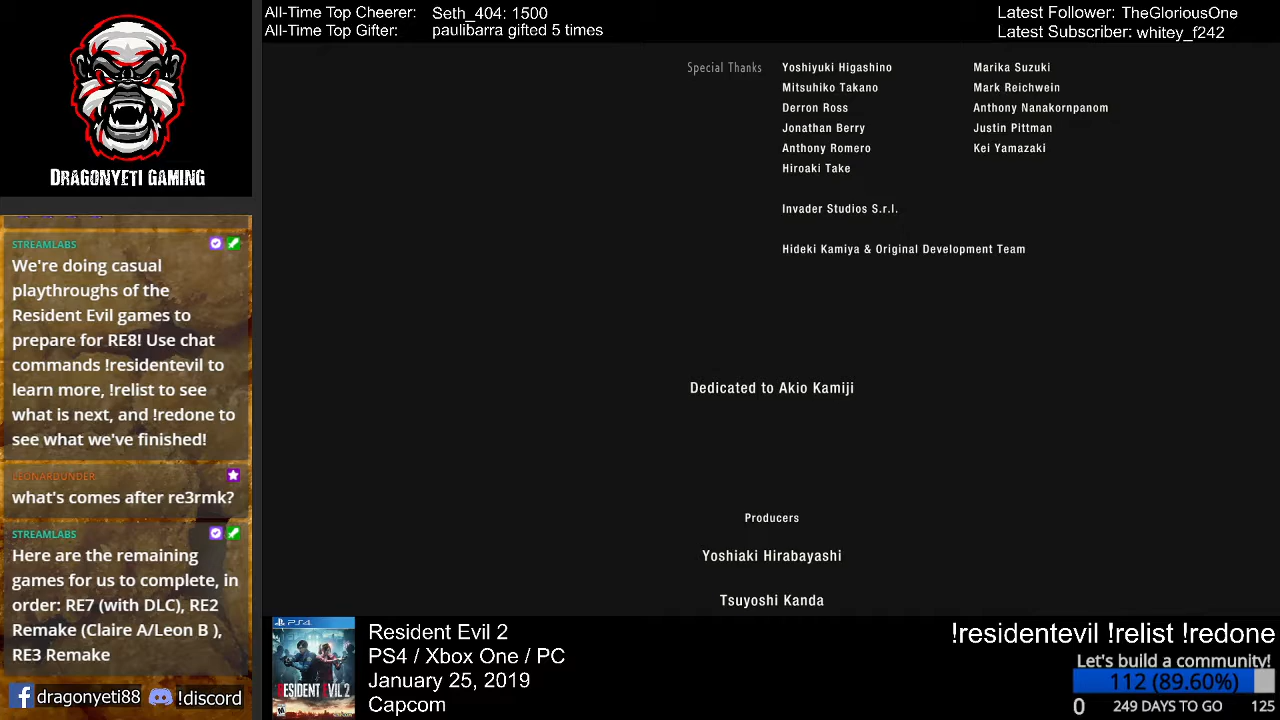 All-Time Top Cheerer: Seth_404: 1500
All-Time Top Gifter: paulibarra gifted 5 times
Latest Follower: TheGloriousOne
Latest Subscriber: whitey_f242
DRAGONYETI GAMING
STREAMLABS
We're doing casual
playthroughs of the
Resident Evil games to
prepare for RE8! Use chat
commands !residentevil to
learn more, !relist to see
what is next, and !redone to
see what we've finished!
LEONARDUNDER
what's comes after re3rmk?
STREAMLABS
Here are the remaining
games for us to complete, in
order: RE7 (with DLC), RE2
Remake (Claire A/Leon B ),
RE3 Remake
dragonyeti88 !discord
Special Thanks
Yoshiyuki Higashino Marika Suzuki
Mitsuhiko Takano Mark Reichwein
Derron Ross Anthony Nanakornpanom
Jonathan Berry Justin Pittman
Anthony Romero Kei Yamazaki
Hiroaki Take
Invader Studios S.r.l.
Hideki Kamiya & Original Development Team
Dedicated to Akio Kamiji
Producers
Yoshiaki Hirabayashi
Tsuyoshi Kanda
PS4
RESIDENT EVIL 2
Resident Evil 2
PS4 / Xbox One / PC
January 25, 2019
Capcom
!residentevil !relist !redone
Let's build a community!
112 (89.60%)
0 249 DAYS TO GO 125